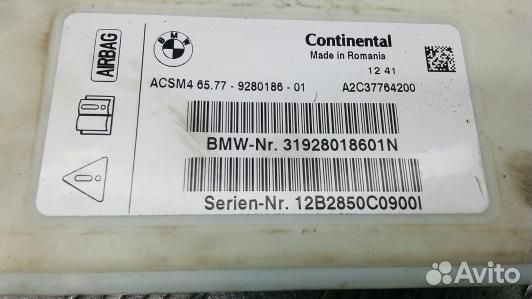 AIRBAG
BMW
Continental
Made in Romania
12 41
ACSM4 65.77 - 9280186 - 01
A2C37764200
BMW-Nr. 31928018601N
Serien-Nr. 12B2850C0900I
Avito